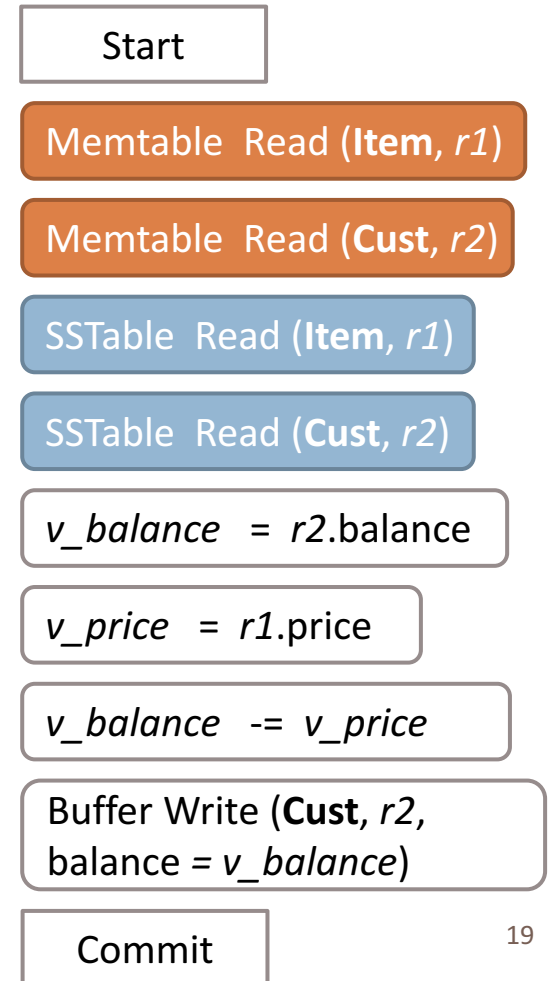 Start
Memtable Read (Item, r1)
Memtable Read (Cust, r2)
SSTable Read (Item, r1)
SSTable Read (Cust, r2)
v_balance = r2.balance
v_price = r1.price
v_balance -= v_price
Buffer Write (Cust, r2,
balance = v_balance)
Commit
19